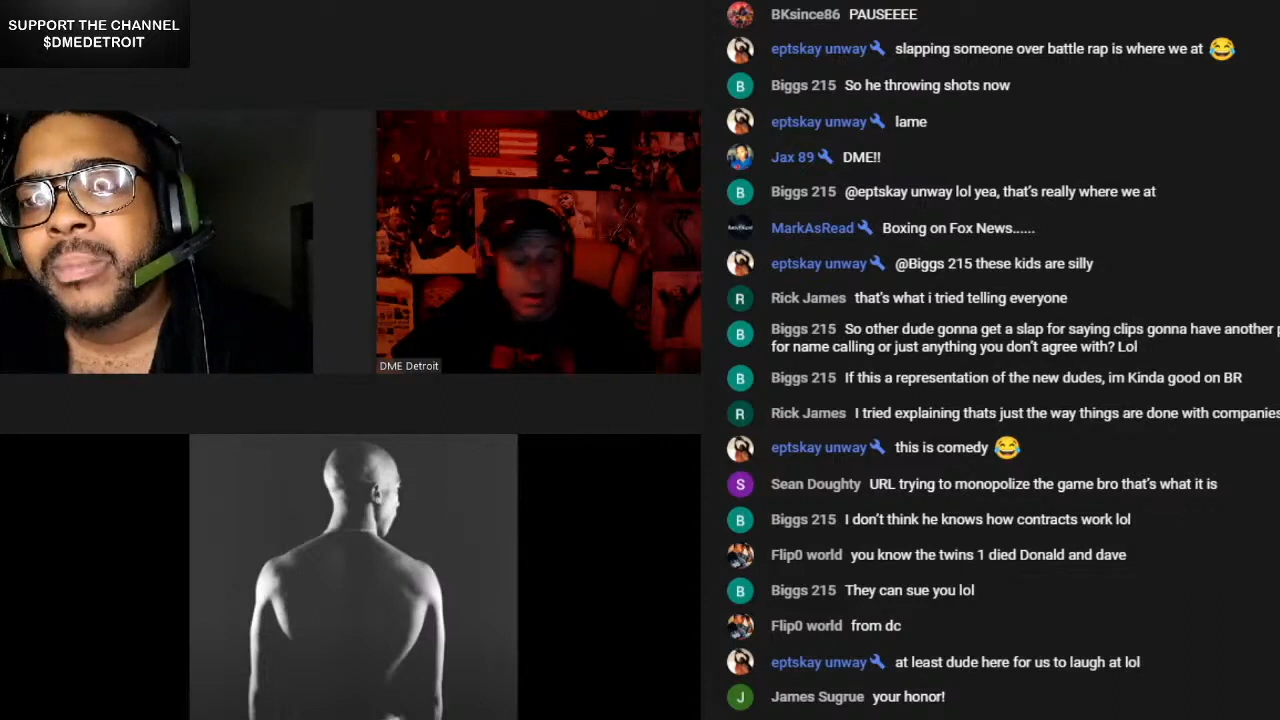 SUPPORT THE CHANNEL
$DMEDETROIT
DME Detroit
BKsince86 PAUSEEEE
eptskay unway slapping someone over battle rap is where we at 😂
B Biggs 215 So he throwing shots now
eptskay unway lame
Jax 89 DME!!
B Biggs 215 @eptskay unway lol yea, that's really where we at
MarkAsRead Boxing on Fox News......
eptskay unway @Biggs 215 these kids are silly
R Rick James that's what i tried telling everyone
B Biggs 215 So other dude gonna get a slap for saying clips gonna have another p
for name calling or just anything you don't agree with? Lol
B Biggs 215 If this a representation of the new dudes, im Kinda good on BR
R Rick James I tried explaining thats just the way things are done with companies
eptskay unway this is comedy 😂
S Sean Doughty URL trying to monopolize the game bro that's what it is
B Biggs 215 I don't think he knows how contracts work lol
Flip0 world you know the twins 1 died Donald and dave
B Biggs 215 They can sue you lol
Flip0 world from dc
eptskay unway at least dude here for us to laugh at lol
J James Sugrue your honor!